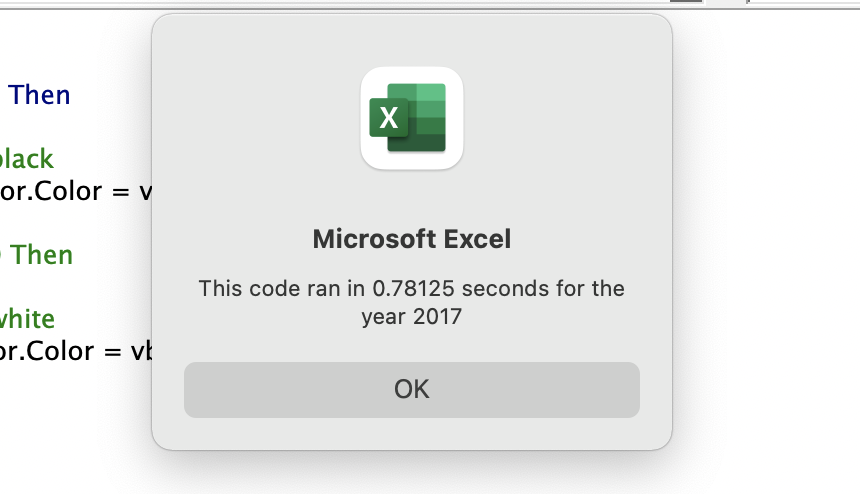 Then
black
or.Color = v
Then
white
or.Color = vb
X
Microsoft Excel
This code ran in 0.78125 seconds for the
year 2017
OK